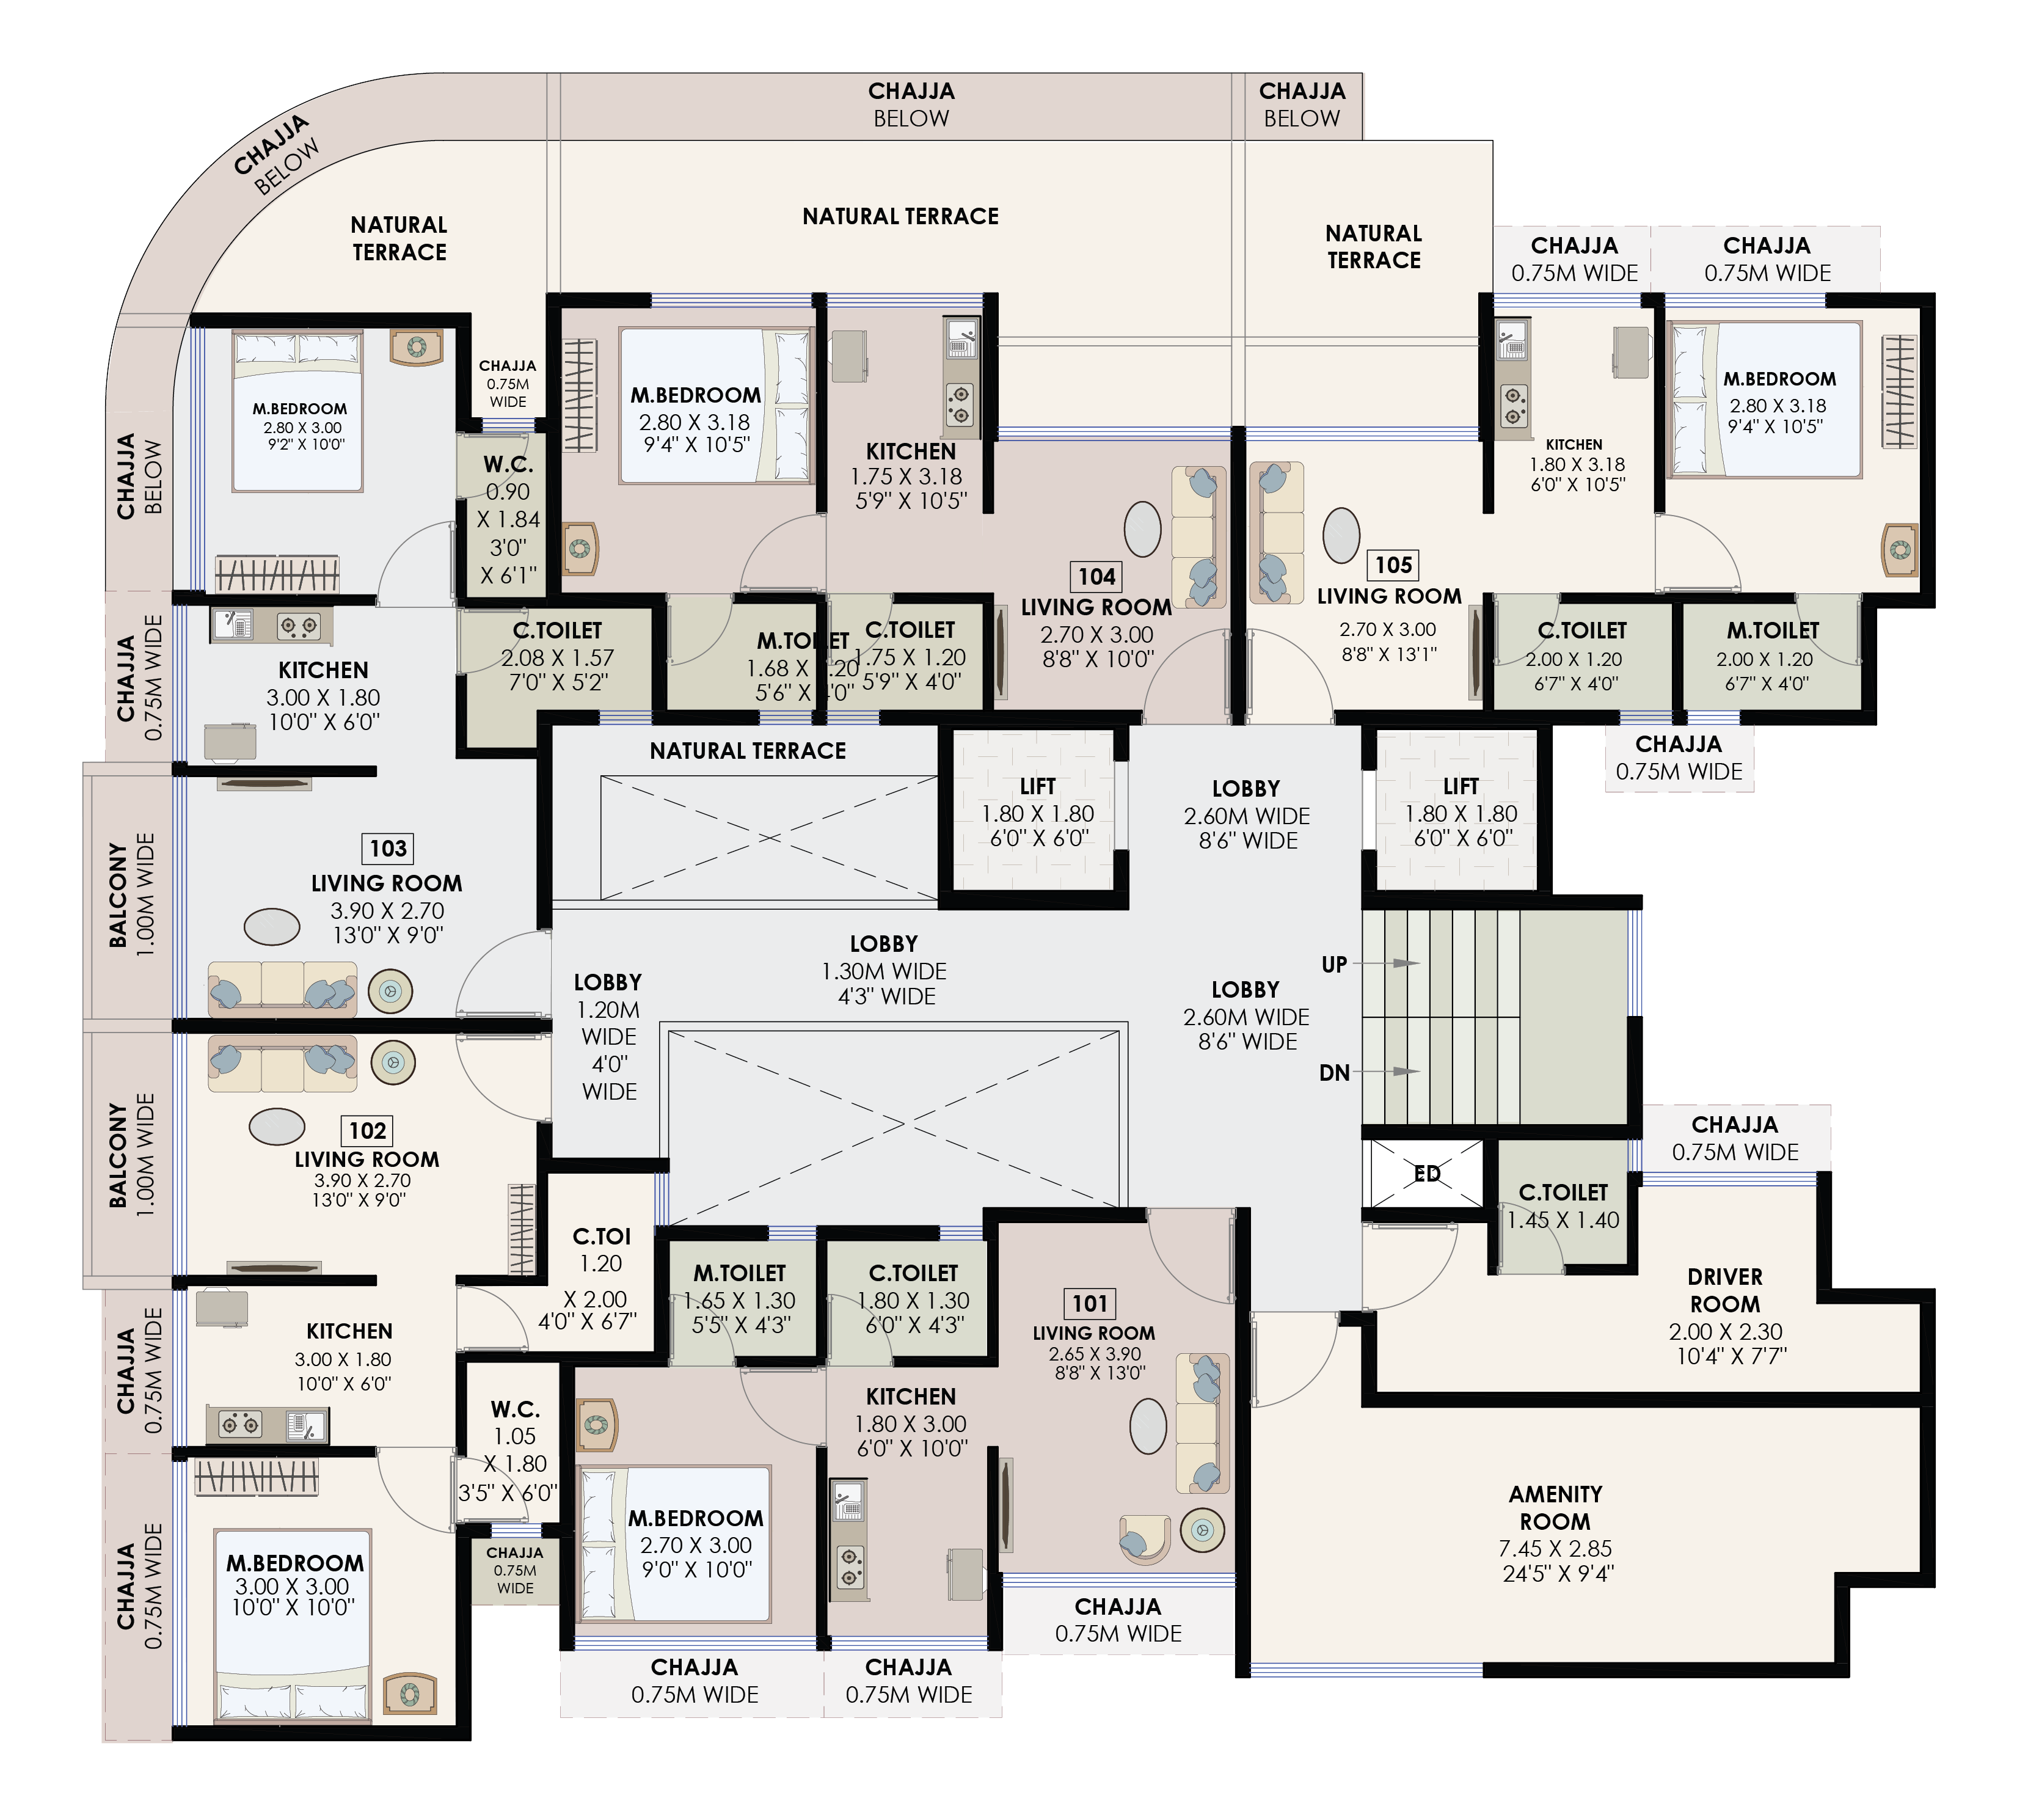 CHAJJA
BELOW
CHAJJA
BELOW
CHAJJA
BELOW
NATURAL
TERRACE
NATURAL TERRACE
NATURAL
TERRACE
CHAJJA
0.75M WIDE
CHAJJA
0.75M WIDE
CHAJJA
0.75M
WIDE
M.BEDROOM
2.80 X 3.00
9'2" X 10'0"
M.BEDROOM
2.80 X 3.18
9'4" X 10'5"
KITCHEN
1.75 X 3.18
5'9" X 10'5"
KITCHEN
1.80 X 3.18
6'0" X 10'5"
M.BEDROOM
2.80 X 3.18
9'4" X 10'5"
CHAJJA
BELOW
W.C.
0.90
X 1.84
3'0"
X 6'1"
104
LIVING ROOM
2.70 X 3.00
8'8" X 10'0"
105
LIVING ROOM
2.70 X 3.00
8'8" X 13'1"
CHAJJA
0.75M WIDE
KITCHEN
3.00 X 1.80
10'0" X 6'0"
C.TOILET
2.08 X 1.57
7'0" X 5'2"
M.TOILET
1.68 X 1.20
5'6" X 4'0"
C.TOILET
1.75 X 1.20
5'9" X 4'0"
C.TOILET
2.00 X 1.20
6'7" X 4'0"
M.TOILET
2.00 X 1.20
6'7" X 4'0"
CHAJJA
0.75M WIDE
NATURAL TERRACE
LIFT
1.80 X 1.80
6'0" X 6'0"
LOBBY
2.60M WIDE
8'6" WIDE
LIFT
1.80 X 1.80
6'0" X 6'0"
BALCONY
1.00M WIDE
103
LIVING ROOM
3.90 X 2.70
13'0" X 9'0"
LOBBY
1.20M
WIDE
4'0"
WIDE
LOBBY
1.30M WIDE
4'3" WIDE
LOBBY
2.60M WIDE
8'6" WIDE
UP
DN
BALCONY
1.00M WIDE
102
LIVING ROOM
3.90 X 2.70
13'0" X 9'0"
CHAJJA
0.75M WIDE
ED
C.TOILET
1.45 X 1.40
C.TOI
1.20
X 2.00
4'0" X 6'7"
M.TOILET
1.65 X 1.30
5'5" X 4'3"
C.TOILET
1.80 X 1.30
6'0" X 4'3"
101
LIVING ROOM
2.65 X 3.90
8'8" X 13'0"
DRIVER
ROOM
2.00 X 2.30
10'4" X 7'7"
CHAJJA
0.75M WIDE
KITCHEN
3.00 X 1.80
10'0" X 6'0"
W.C.
1.05
X 1.80
3'5" X 6'0"
KITCHEN
1.80 X 3.00
6'0" X 10'0"
CHAJJA
0.75M WIDE
M.BEDROOM
3.00 X 3.00
10'0" X 10'0"
CHAJJA
0.75M
WIDE
M.BEDROOM
2.70 X 3.00
9'0" X 10'0"
AMENITY
ROOM
7.45 X 2.85
24'5" X 9'4"
CHAJJA
0.75M WIDE
CHAJJA
0.75M WIDE
CHAJJA
0.75M WIDE